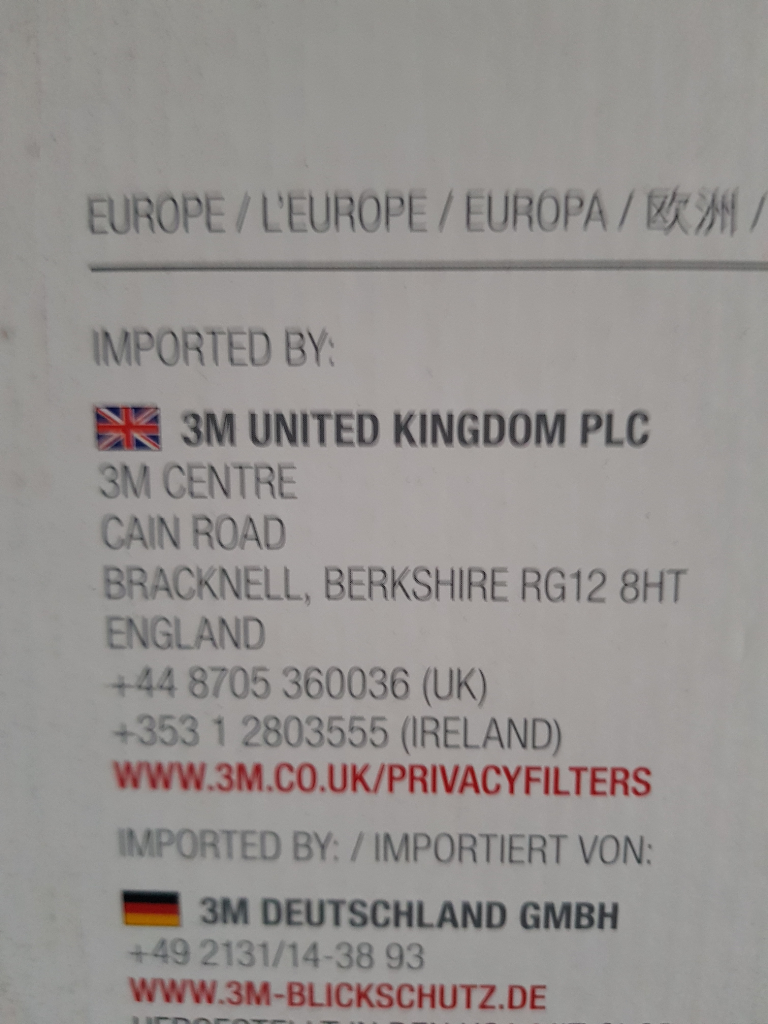 EUROPE / L'EUROPE / EUROPA / 欧洲 /
IMPORTED BY:
3M UNITED KINGDOM PLC
3M CENTRE
CAIN ROAD
BRACKNELL, BERKSHIRE RG12 8HT
ENGLAND
+44 8705 360036 (UK)
+353 1 2803555 (IRELAND)
WWW.3M.CO.UK/PRIVACYFILTERS
IMPORTED BY: / IMPORTIERT VON:
3M DEUTSCHLAND GMBH
+49 2131/14-38 93
WWW.3M-BLICKSCHUTZ.DE